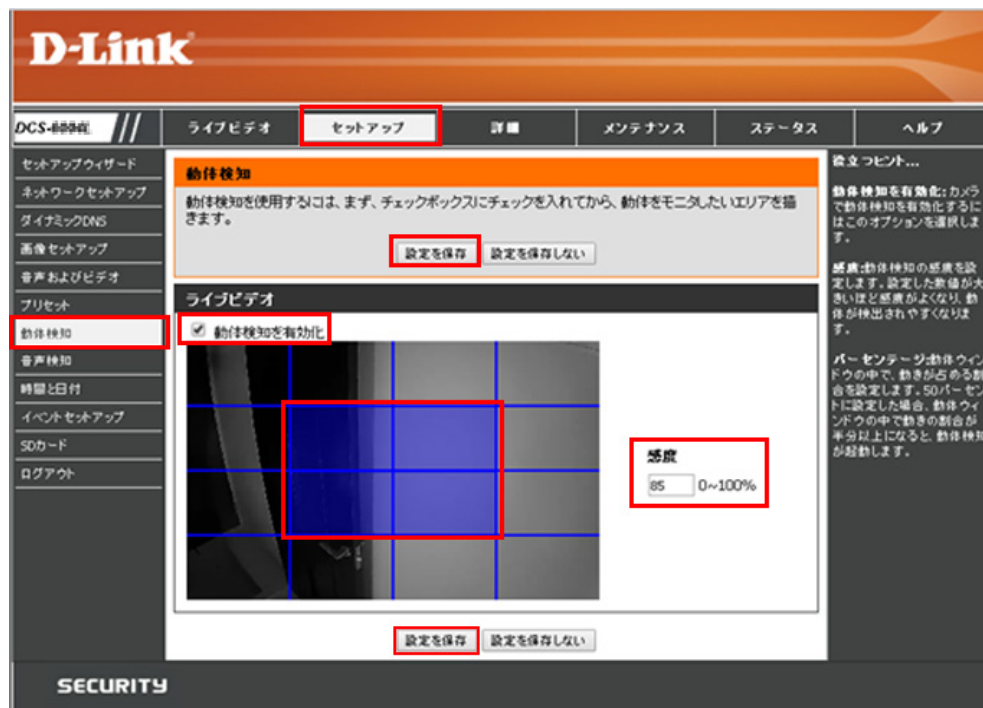 D-Link
DCS-
ライブビデオ
セットアップ
詳細
メンテナンス
ステータス
ヘルプ
セットアップウィザード
ネットワークセットアップ
ダイナミックDNS
画像セットアップ
音声およびビデオ
プリセット
動体検知
音声検知
時間と日付
イベントセットアップ
SDカード
ログアウト
動体検知
動体検知を使用するには、まず、チェックボックスにチェックを入れてから、動体をモニタしたいエリアを描
きます。
設定を保存 設定を保存しない
ライブビデオ
動体検知を有効化
感度
85 0~100%
設定を保存 設定を保存しない
役立つヒント...
動体検知を有効化:カメラ
で動体検知を有効化するに
はこのオプションを選択しま
す。
感度:動体検知の感度を設
定します。設定した数値が大
きいほど感度がよくなり、動
体が検出されやすくなりま
す。
パーセンテージ:動体ウィン
ドウの中で、動きが占める割
合を設定します。50パーセン
トに設定した場合、動体ウィ
ンドウの中で動きの割合が
半分以上になると、動体検知
が起動します。
SECURITY